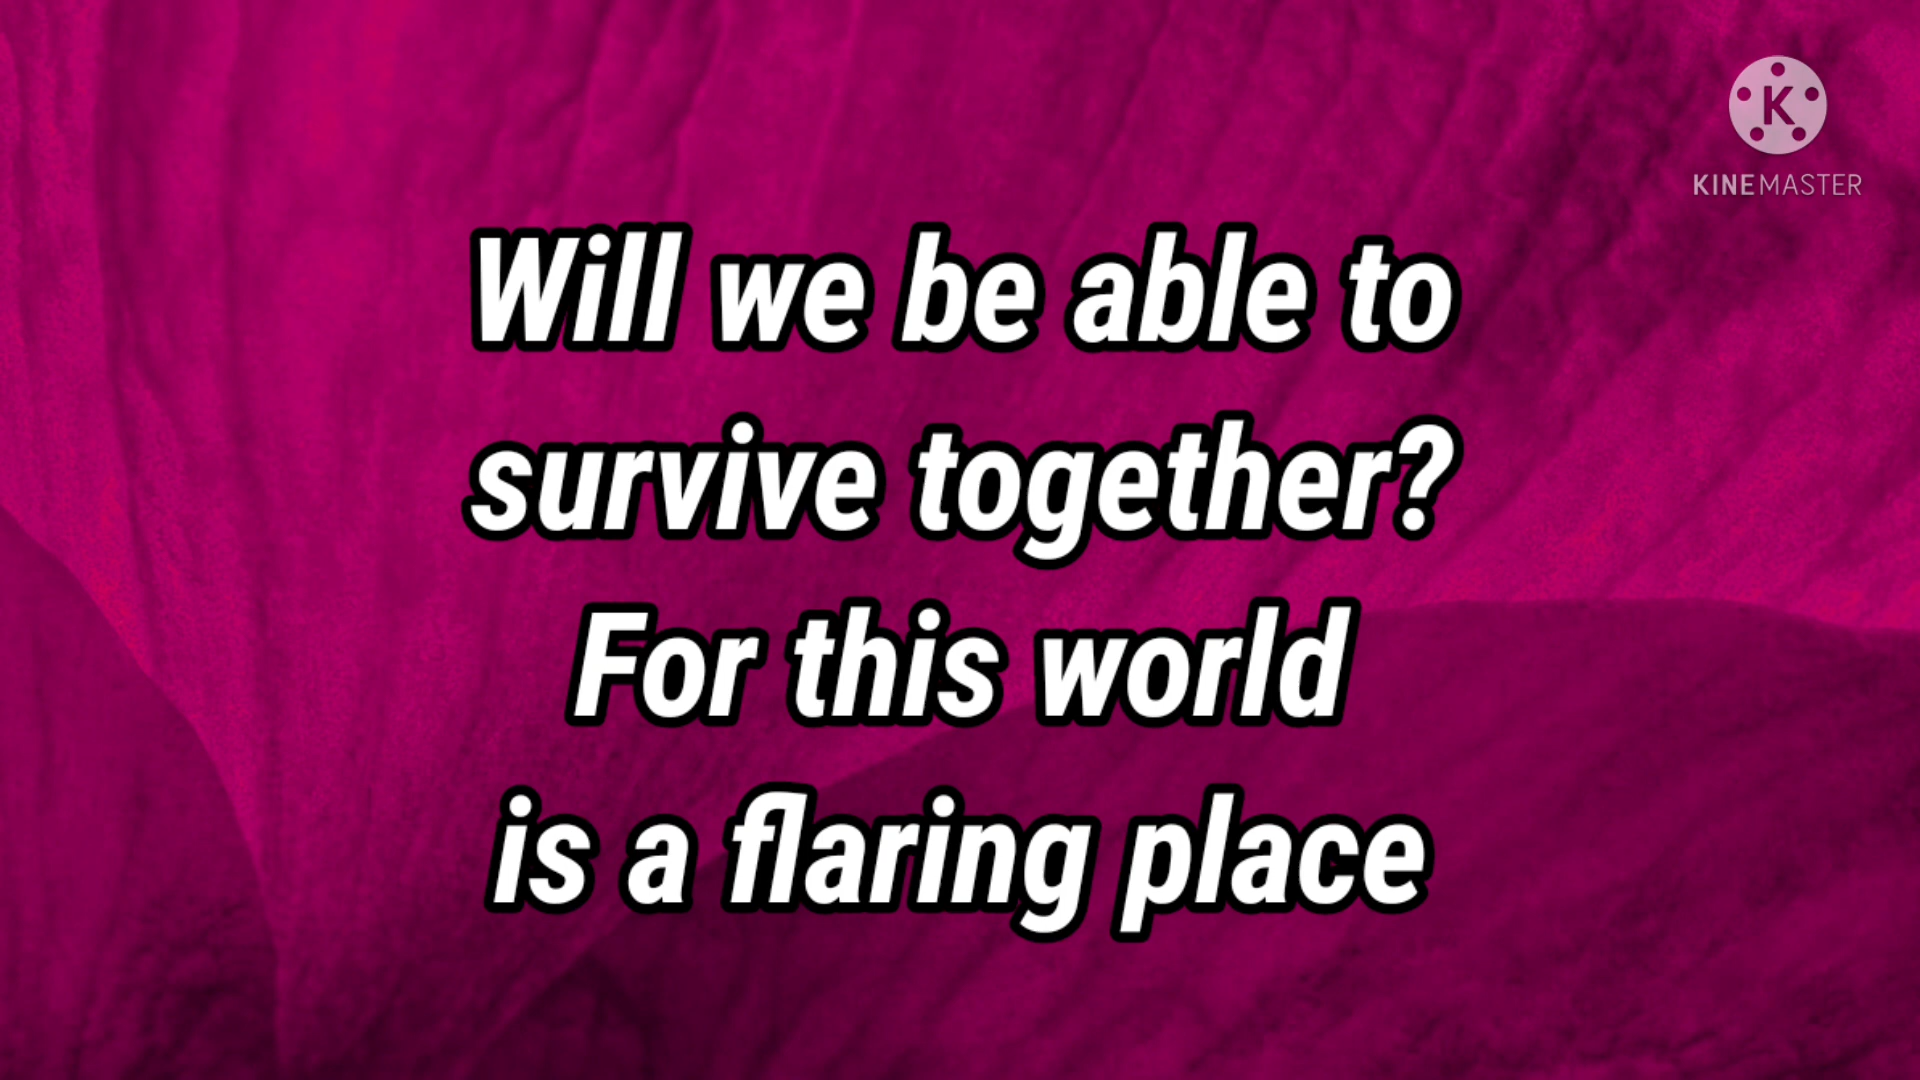 K
KINEMASTER
Will we be able to
survive together?
For this world
is a flaring place